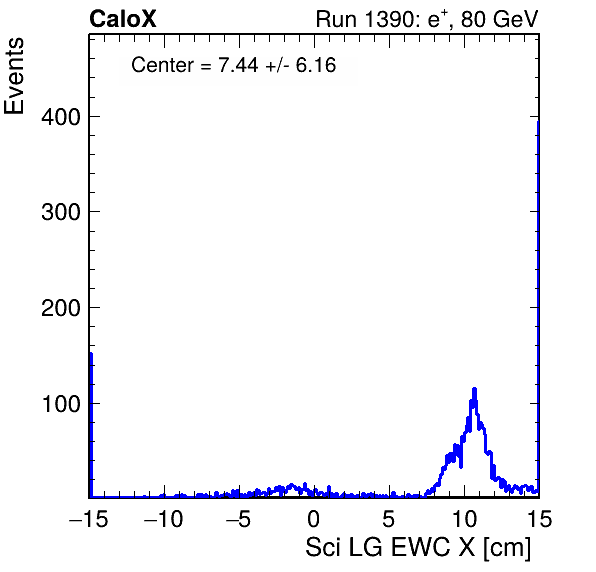 CaloX Run 1390: e⁺, 80 GeV
Center = 7.44 +/- 6.16
Events
400
300
200
100
−15 −10 −5 0 5 10 15
Sci LG EWC X [cm]